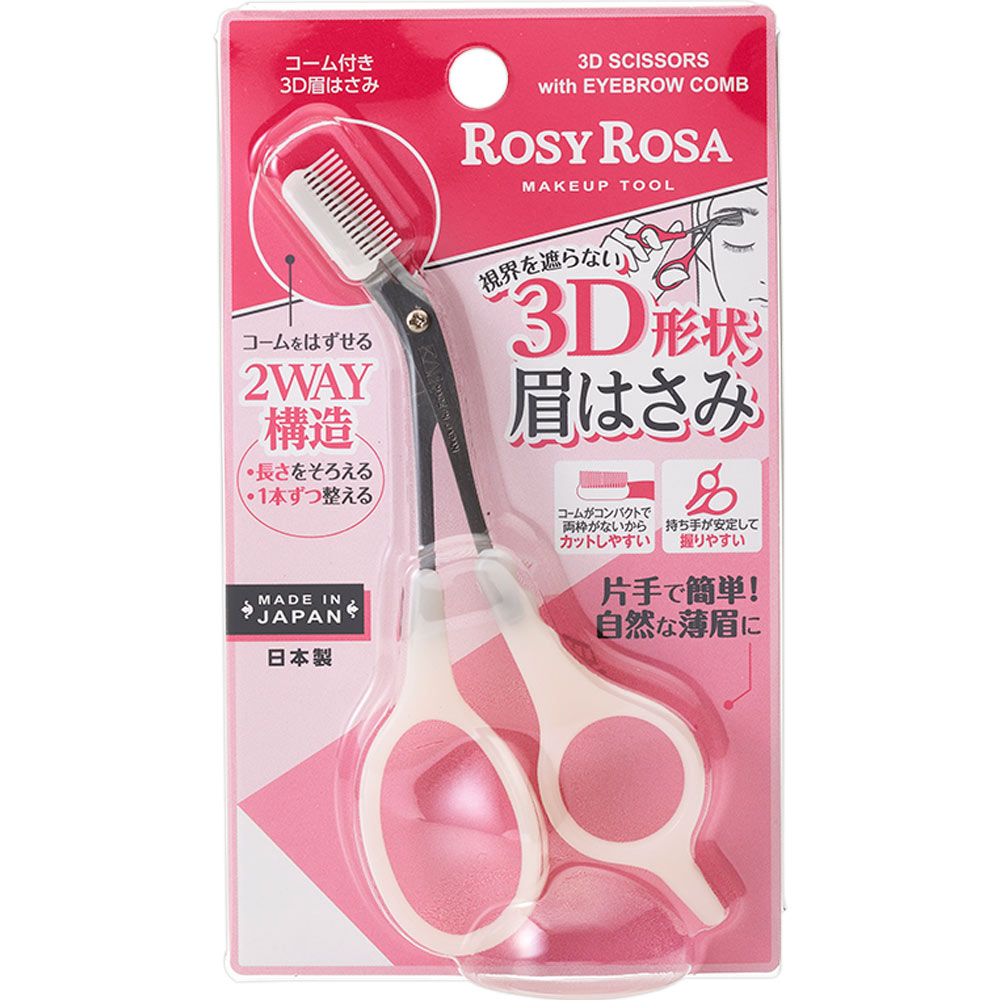 コーム付き
3D眉はさみ
3D SCISSORS
with EYEBROW COMB
ROSY ROSA
MAKEUP TOOL
視界を遮らない
3D形状
眉はさみ
コームをはずせる
2WAY
構造
・長さをそろえる
・1本ずつ整える
コームがコンパクトで
両枠がないから
カットしやすい
持ち手が安定して
握りやすい
片手で簡単!
自然な薄眉に
MADE IN
JAPAN
日本製
KAI